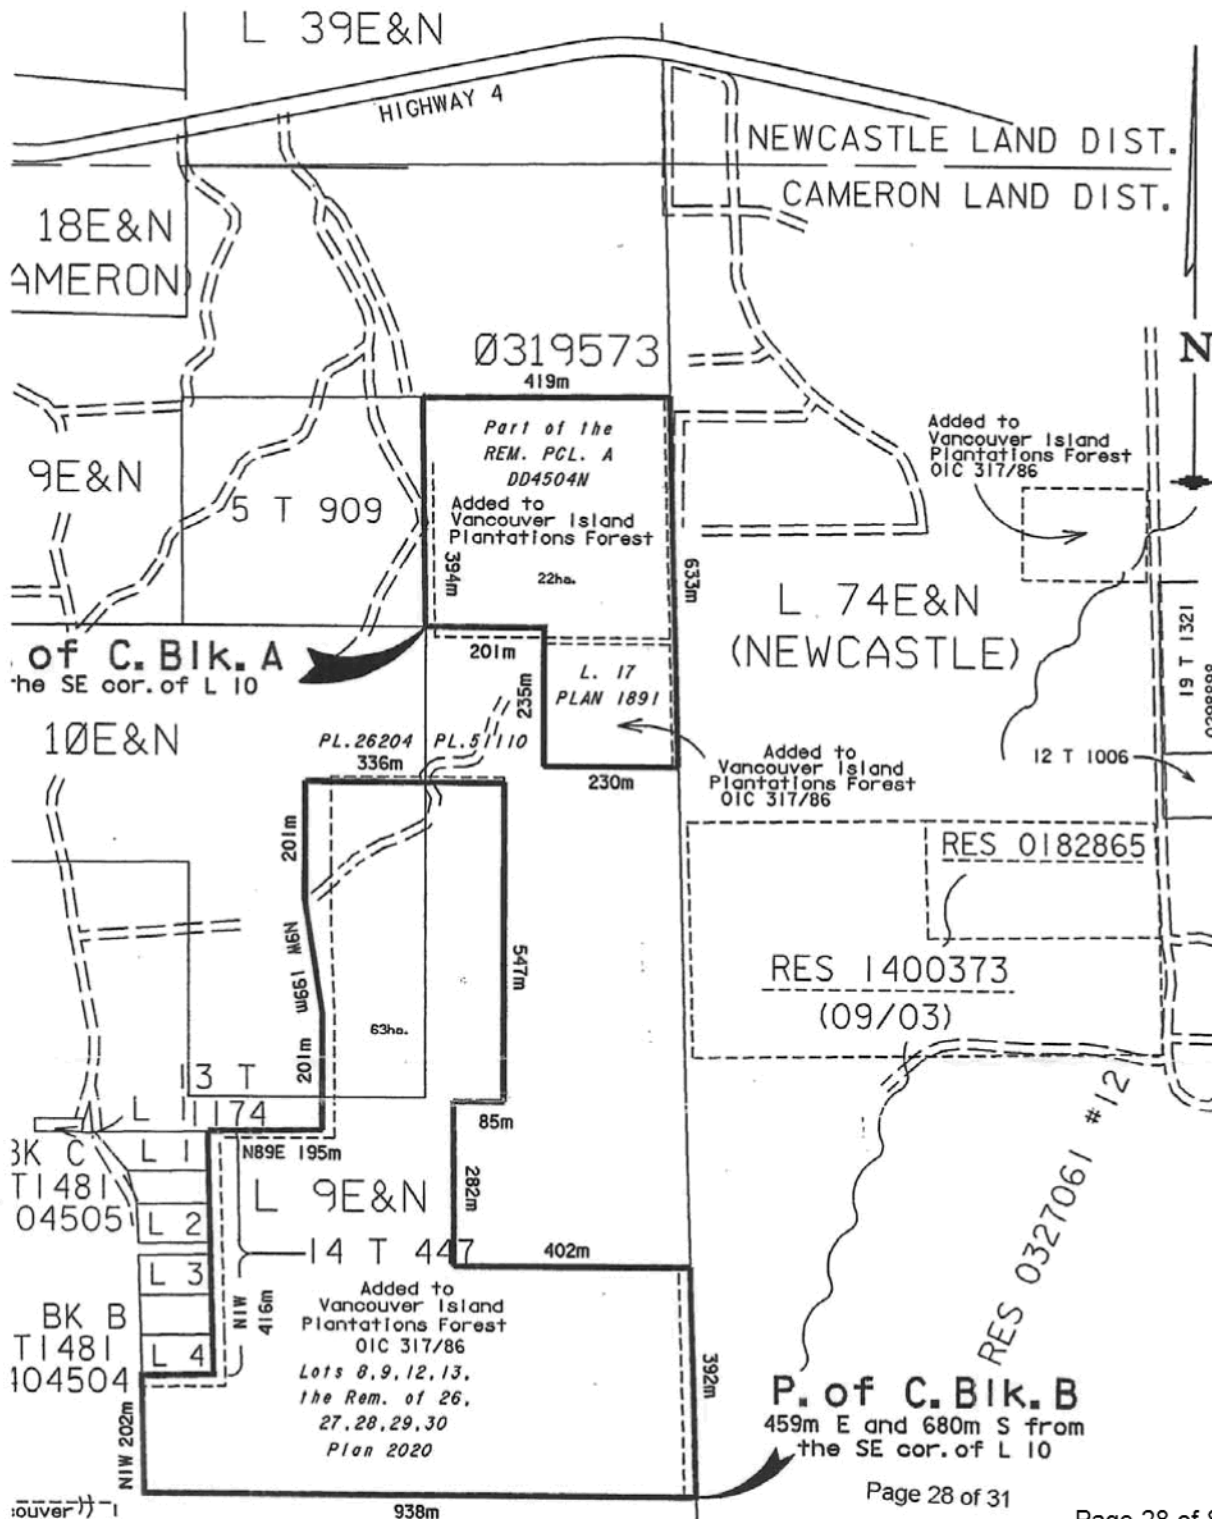 L 39E&N
HIGHWAY 4
NEWCASTLE LAND DIST.
CAMERON LAND DIST.
18E&N
AMERON)
N
0319573
419m
Part of the
REM. PCL. A
DD4504N
Added to
Vancouver Island
Plantations Forest
22ha.
394m
633m
Added to
Vancouver Island
Plantations Forest
OIC 317/86
9E&N
5 T 909
L 74E&N
(NEWCASTLE)
19 T 1321
. of C. Blk. A
the SE cor. of L 10
201m
235m
L. 17
PLAN 1891
10E&N
PL.26204
PL.51110
336m
230m
Added to
Vancouver Island
Plantations Forest
OIC 317/86
12 T 1006
RES 0182865
201m
N9W 199m
547m
RES 1400373
(09/03)
63ha.
201m
13 T
1174
L 1
85m
N89E 195m
BK C
T1481
04505
L 1
L 2
L 3
L 4
282m
L 9E&N
14 T 447
402m
RES 0327061 #12
BK B
T1481
104504
N1W 416m
Added to
Vancouver Island
Plantations Forest
OIC 317/86
Lots 8,9,12,13,
the Rem. of 26,
27,28,29,30
Plan 2020
392m
N1W 202m
P. of C. Blk. B
459m E and 680m S from
the SE cor. of L 10
938m
couver
Page 28 of 31